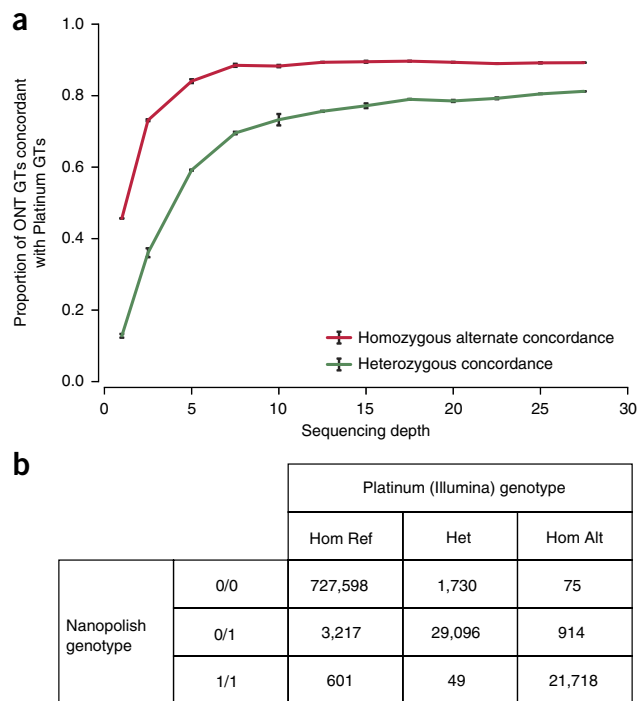 a
Proportion of ONT GTs concordant
with Platinum GTs
1.0
0.8
0.6
0.4
0.2
0.0
0 5 10 15 20 25 30
Sequencing depth
Homozygous alternate concordance
Heterozygous concordance
b
Platinum (Illumina) genotype
Hom Ref Het Hom Alt
Nanopolish
genotype
0/0 727,598 1,730 75
0/1 3,217 29,096 914
1/1 601 49 21,718